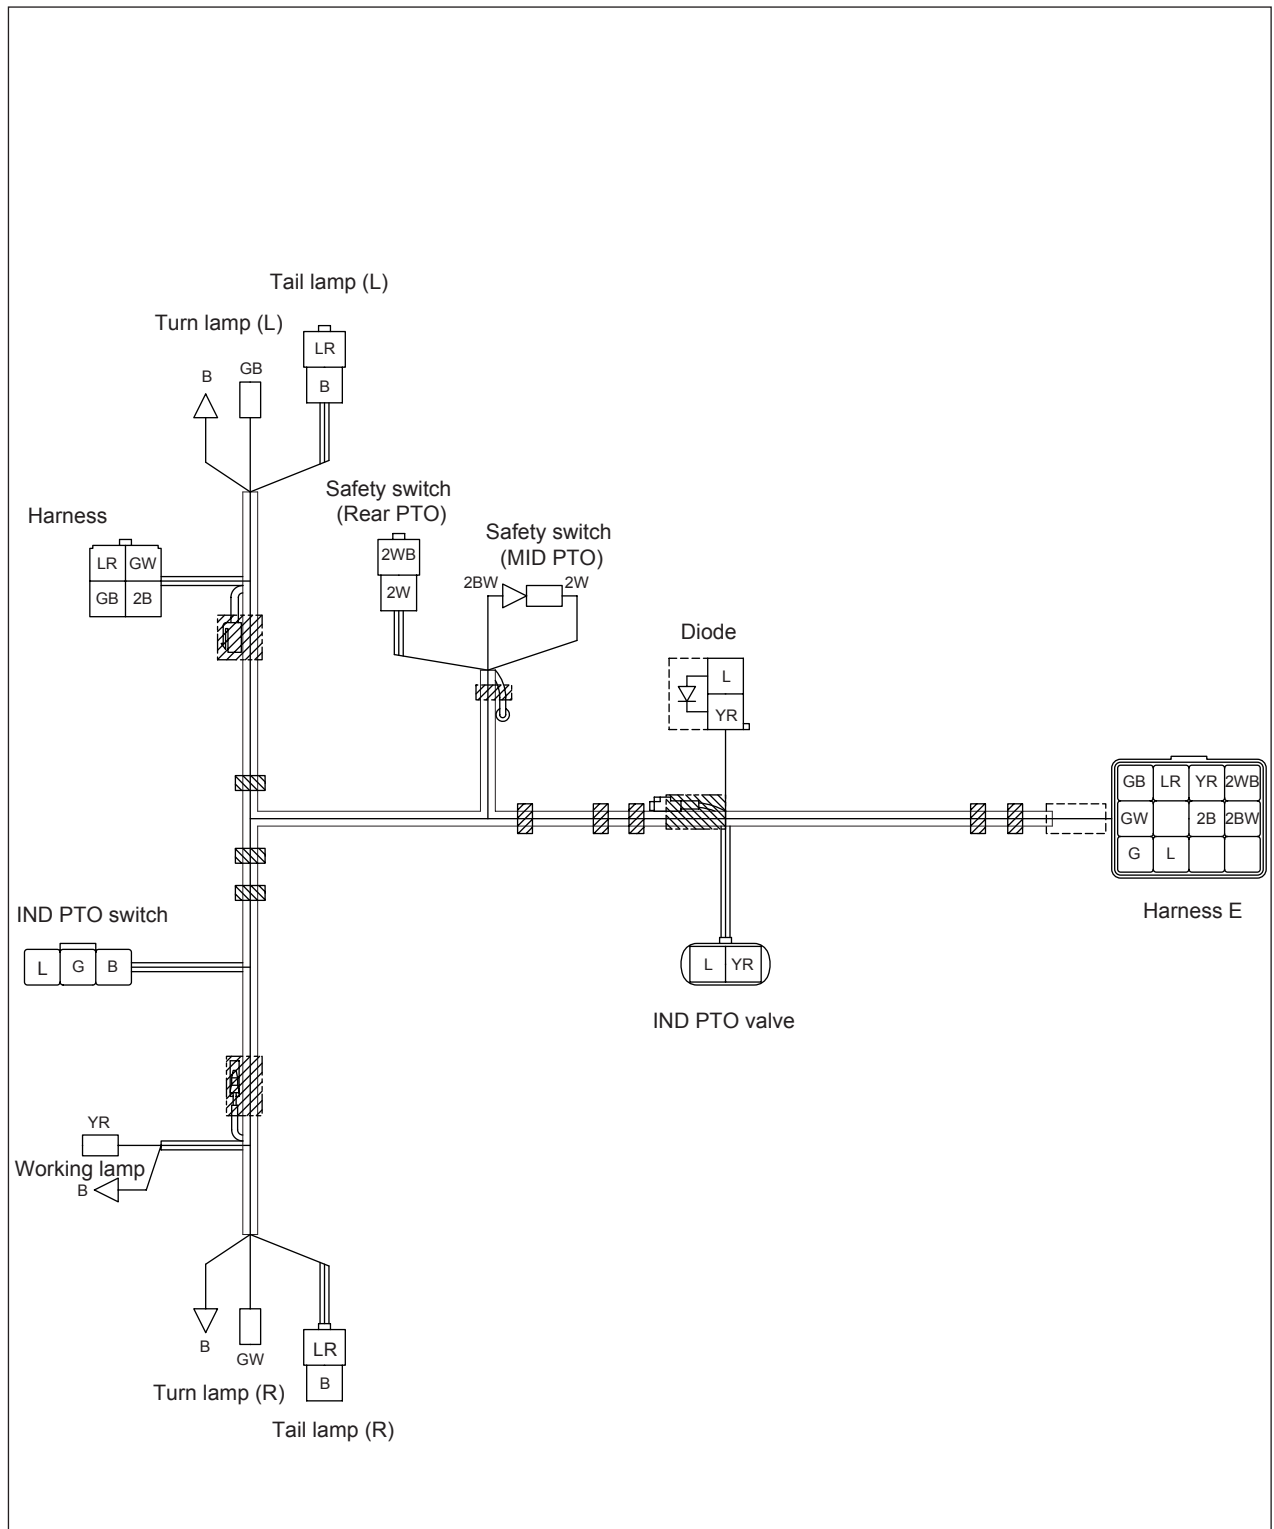 Tail lamp (L)
Turn lamp (L)
LR
B
GB
B
Safety switch
(Rear PTO)
Harness
Safety switch
(MID PTO)
LR GW
GB 2B
2WB
2W
2BW
2W
Diode
L
YR
GB LR YR 2WB
GW 2B 2BW
G L
Harness E
IND PTO switch
L G B
L YR
IND PTO valve
YR
Working lamp
B
B
GW
LR
B
Turn lamp (R)
Tail lamp (R)